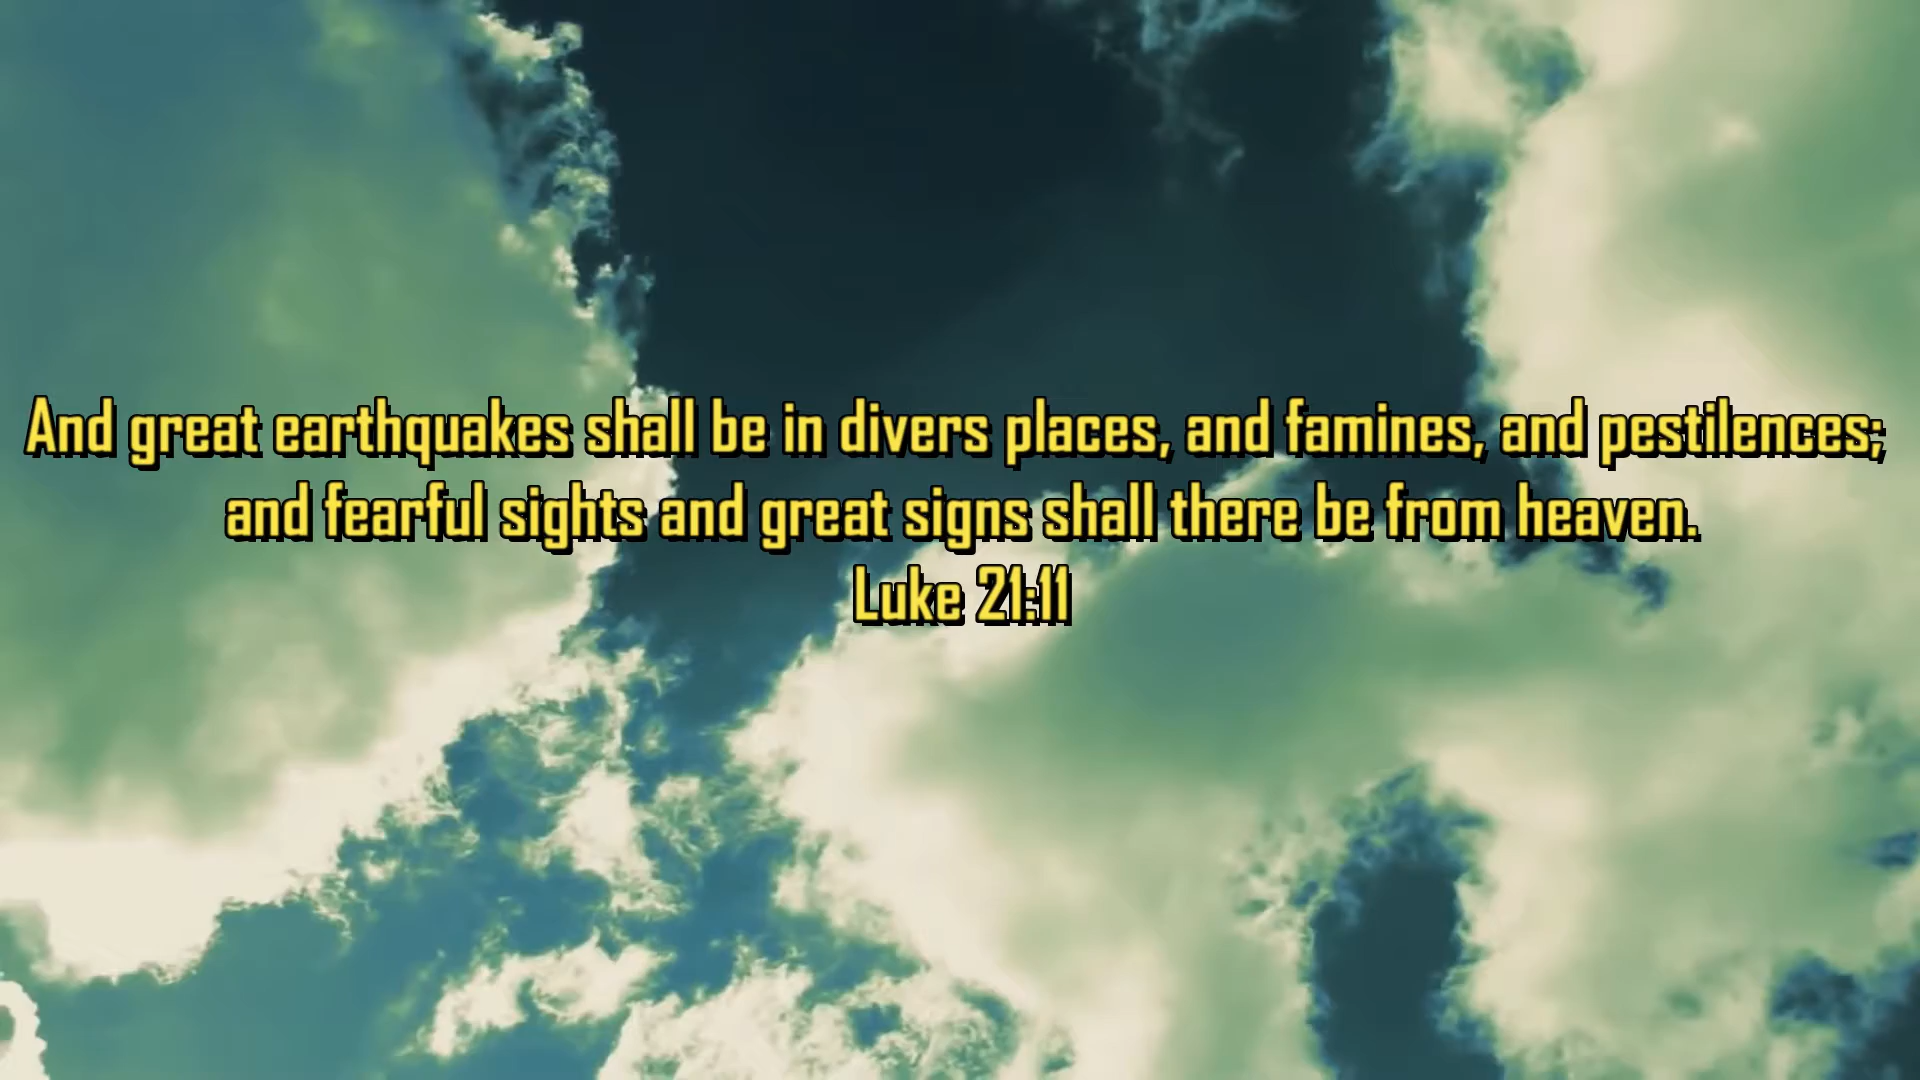 And great earthquakes shall be in divers places, and famines, and pestilences;
and fearful sights and great signs shall there be from heaven.
Luke 21:11